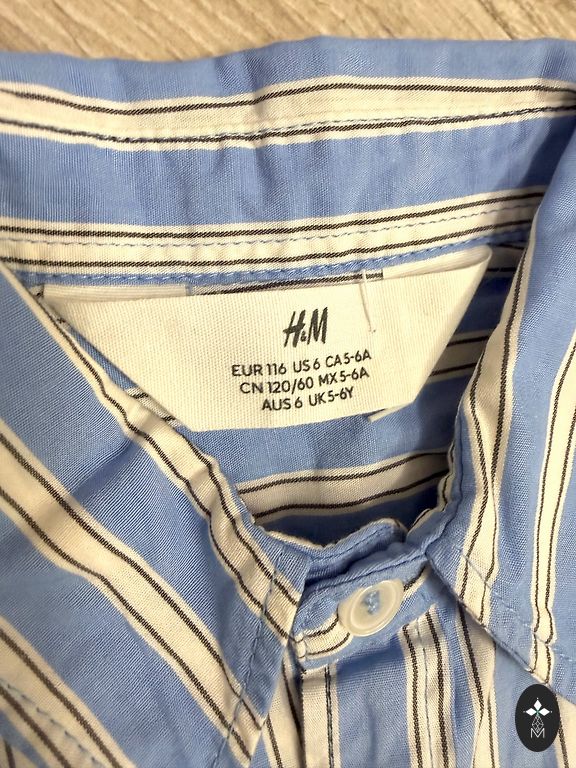 H&M
EUR 116 US 6 CA 5-6A
CN 120/60 MX 5-6A
AUS 6 UK 5-6Y
M